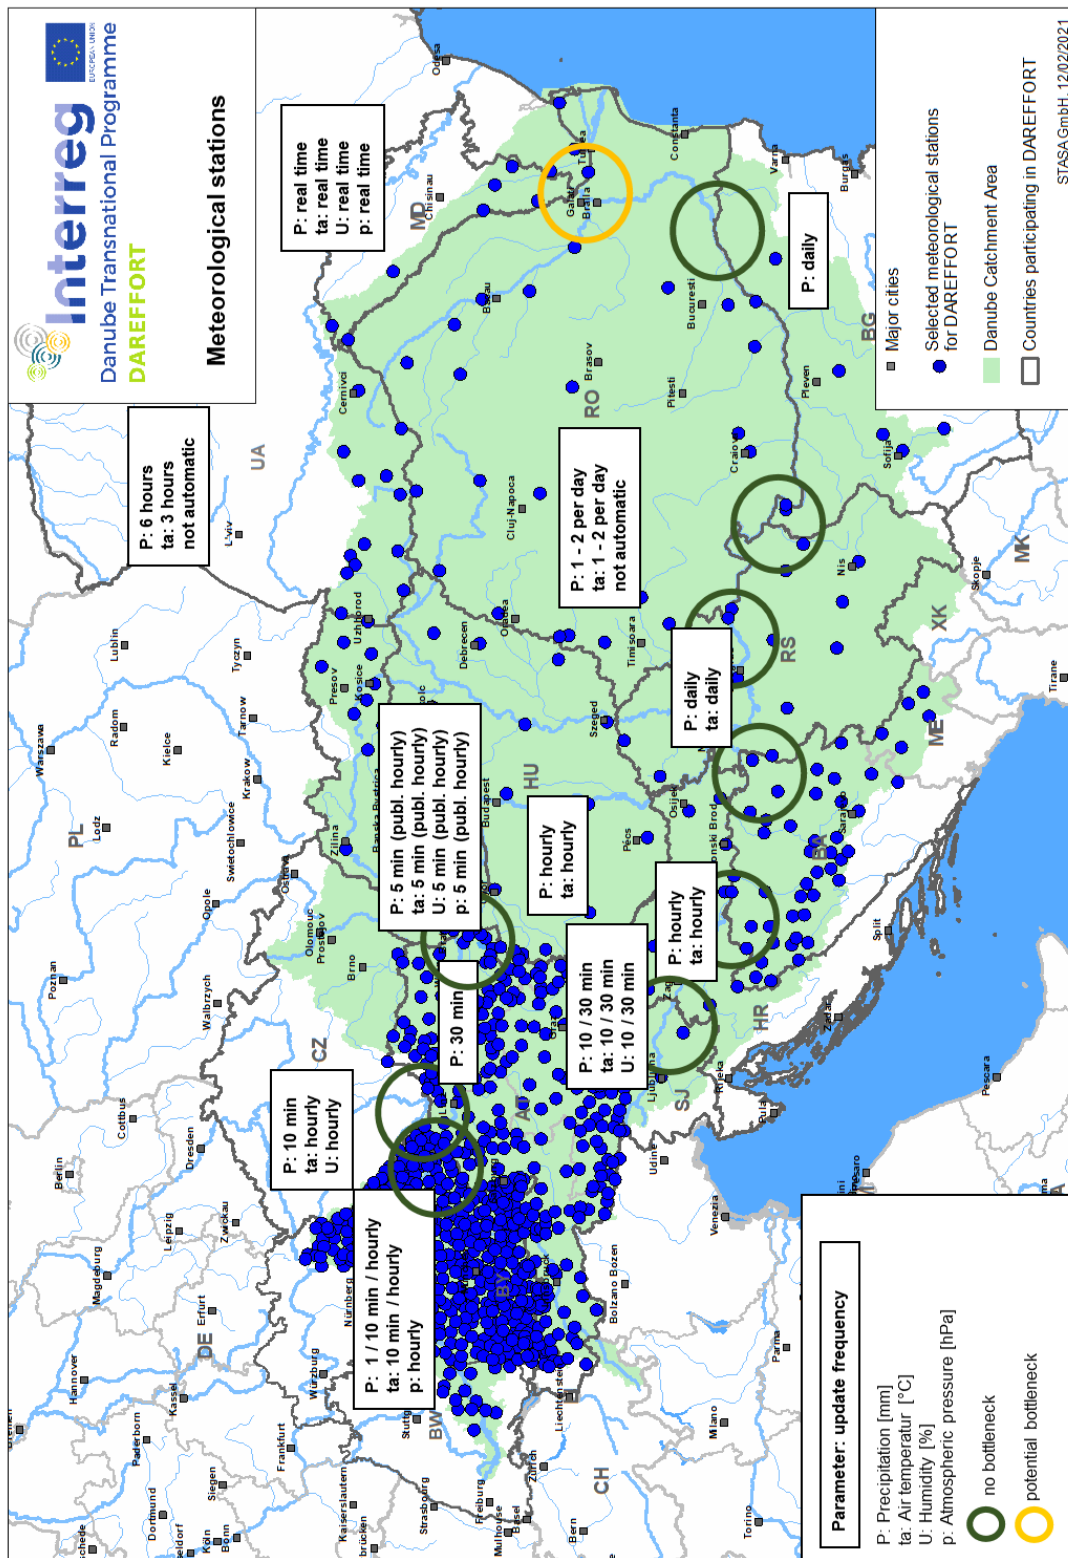 Interreg
EUROPEAN UNION
Danube Transnational Programme
DAREFFORT
Meteorological stations
P: real time
ta: real time
U: real time
p: real time
P: 6 hours
ta: 3 hours
not automatic
P: 10 min
ta: hourly
U: hourly
P: 1 / 10 min / hourly
ta: 10 min / hourly
p: hourly
P: 30 min
P: 5 min (publ. hourly)
ta: 5 min (publ. hourly)
U: 5 min (publ. hourly)
p: 5 min (publ. hourly)
P: hourly
ta: hourly
P: 10 / 30 min
ta: 10 / 30 min
U: 10 / 30 min
P: hourly
ta: hourly
P: daily
ta: daily
P: 1 - 2 per day
ta: 1 - 2 per day
not automatic
P: daily
Hannover
Magdeburg
Berlin
Cottbus
Poznan
Lodz
Warszawa
Radom
Lublin
Paderborn
Dortmund
Kassel
Leipzig
Dresden
Walbrzych
Opole
Kielce
Siegen
Köln
Bonn
Erfurt
Zwickau
Swietochlowice
Krakow
Tarnow
Tyczyn
L'viv
Frankfurt
Würzburg
Nürnberg
Olomouc
Prostejov
Ostrava
Brno
Zilina
Presov
Kosice
Uzhhorod
Cernivci
Chisinau
Odesa
Kaiserslautern
Strasbourg
Freiburg
Mulhouse
Basel
Zürich
Bern
Liechtenstein
Bolzano Bozen
Budapest
Debrecen
Oradea
Cluj-Napoca
Bacau
Galati
Braila
Tulcea
Szeged
Timisoara
Brasov
Pitesti
Bucuresti
Constanta
Pécs
Osijek
Ljubljana
Udine
Rijeka
Pula
Zadar
Split
Sarajevo
Nis
Craiova
Pleven
Sofija
Varna
Burgas
Skopje
Tirane
Venezia
Milano
Torino
Parma
Pescara
PL
UA
MD
DE
CZ
BW
BY
AU
CH
HU
RO
SJ
HR
BA
RS
ME
XK
MK
BG
Parameter: update frequency
P: Precipitation [mm]
ta: Air temperatur [°C]
U: Humidity [%]
p: Atmospheric pressure [hPa]
no bottleneck
potential bottleneck
Major cities
Selected meteorological stations
for DAREFFORT
Danube Catchment Area
Countries participating in DAREFFORT
STASA GmbH, 12/02/2021